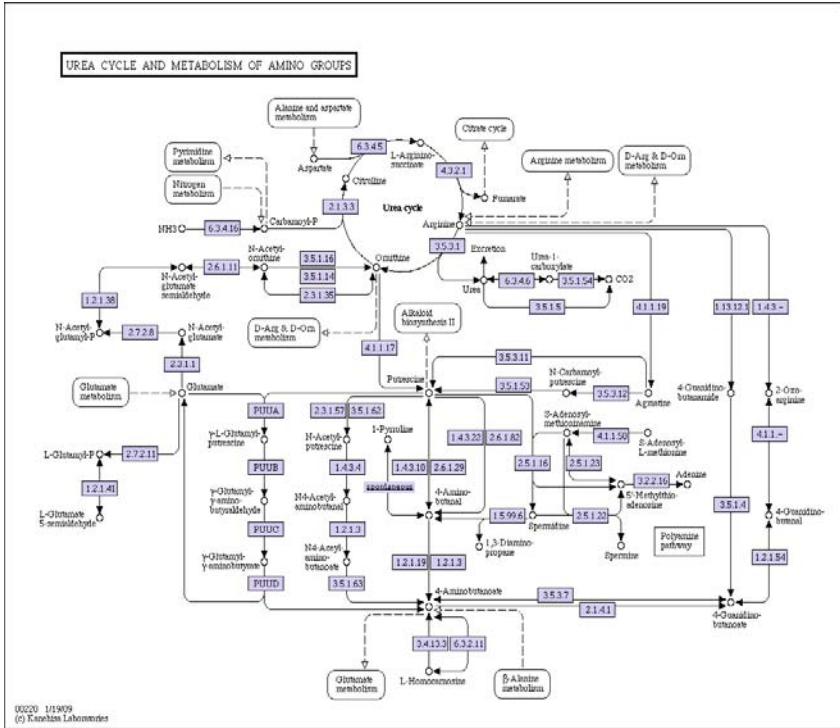 UREA CYCLE AND METABOLISM OF AMINO GROUPS
Alanine and aspartate
metabolism
Citrate cycle
Pyrimidine
metabolism
Aspartate
6.3.4.5
L-Arginino-
succinate
4.3.2.1
Arginine metabolism
D-Arg & D-Orn
metabolism
Nitrogen
metabolism
Citrulline
Fumarate
2.1.3.3
Urea cycle
NH3
6.3.4.16
Carbamoyl-P
Arginine
3.5.3.1
N-Acetyl-
ornithine
3.5.1.16
Ornithine
Excretion
Urea-1-
carboxylate
2.6.1.11
3.5.1.14
6.3.4.6
3.5.1.54
CO2
N-Acetyl-
glutamate
semialdehyde
2.3.1.35
Urea
3.5.1.5
1.2.1.38
4.1.1.19
1.13.12.1
1.4.3.-
Alkaloid
biosynthesis II
N-Acetyl-
glutamyl-P
2.7.2.8
N-Acetyl-
glutamate
D-Arg & D-Orn
metabolism
4.1.1.17
2.3.1.1
3.5.3.11
Glutamate
metabolism
Glutamate
Putrescine
3.5.1.53
N-Carbamoyl-
putrescine
3.5.3.12
Agmatine
4-Guanidino-
butanamide
2-Oxo-
arginine
PUUA
2.3.1.57
3.5.1.62
S-Adenosyl-
methioninamine
4.1.1.50
S-Adenosyl-
L-methionine
4.1.1.-
γ-L-Glutamyl-
putrescine
N-Acetyl-
putrescine
1-Pyrroline
1.4.3.22
2.6.1.82
L-Glutamyl-P
2.7.2.11
PUUB
1.4.3.4
1.4.3.10
2.6.1.29
2.5.1.16
2.5.1.23
3.2.2.16
Adenine
1.2.1.41
spontaneous
5'-Methylthio-
adenosine
γ-Glutamyl-
γ-amino-
butyraldehyde
N4-Acetyl-
aminobutanal
4-Amino-
butanal
3.5.1.4
L-Glutamate
5-semialdehyde
PUUC
1.2.1.3
1.5.99.6
Spermidine
2.5.1.22
4-Guanidino-
butanal
γ-Glutamyl-
γ-aminobutyrate
N4-Acetyl
amino-
butanoate
1,3-Diamino-
propane
Spermine
Polyamine
pathway
1.2.1.54
PUUD
3.5.1.63
1.2.1.19
1.2.1.3
4-Aminobutanoate
3.5.3.7
2.1.4.1
4-Guanidino-
butanoate
3.4.13.3
6.3.2.11
Glutamate
metabolism
L-Homocarnosine
β-Alanine
metabolism
00220 1/19/09
(c) Kanehisa Laboratories